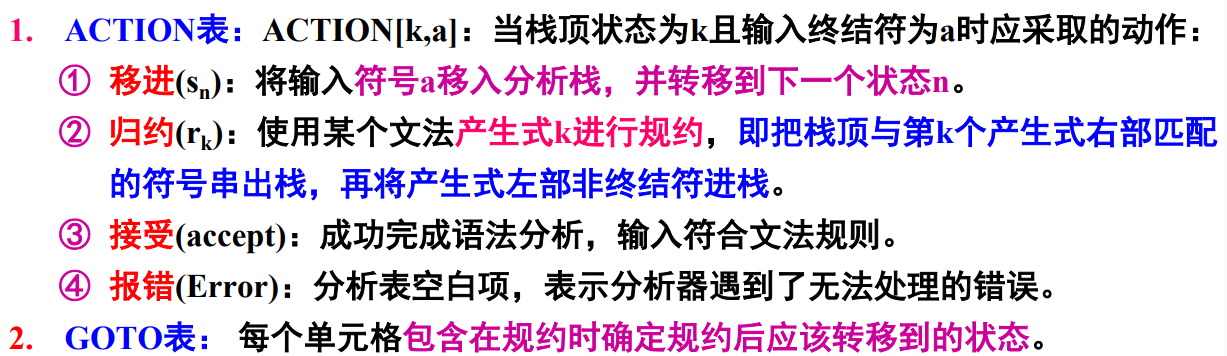 1. ACTION表：ACTION[k,a]：当栈顶状态为k且输入终结符为a时应采取的动作：
① 移进(sn)：将输入符号a移入分析栈，并转移到下一个状态n。
② 归约(rk)：使用某个文法产生式k进行规约，即把栈顶与第k个产生式右部匹配
的符号串出栈，再将产生式左部非终结符进栈。
③ 接受(accept)：成功完成语法分析，输入符合文法规则。
④ 报错(Error)：分析表空白项，表示分析器遇到了无法处理的错误。
2. GOTO表： 每个单元格包含在规约时确定规约后应该转移到的状态。